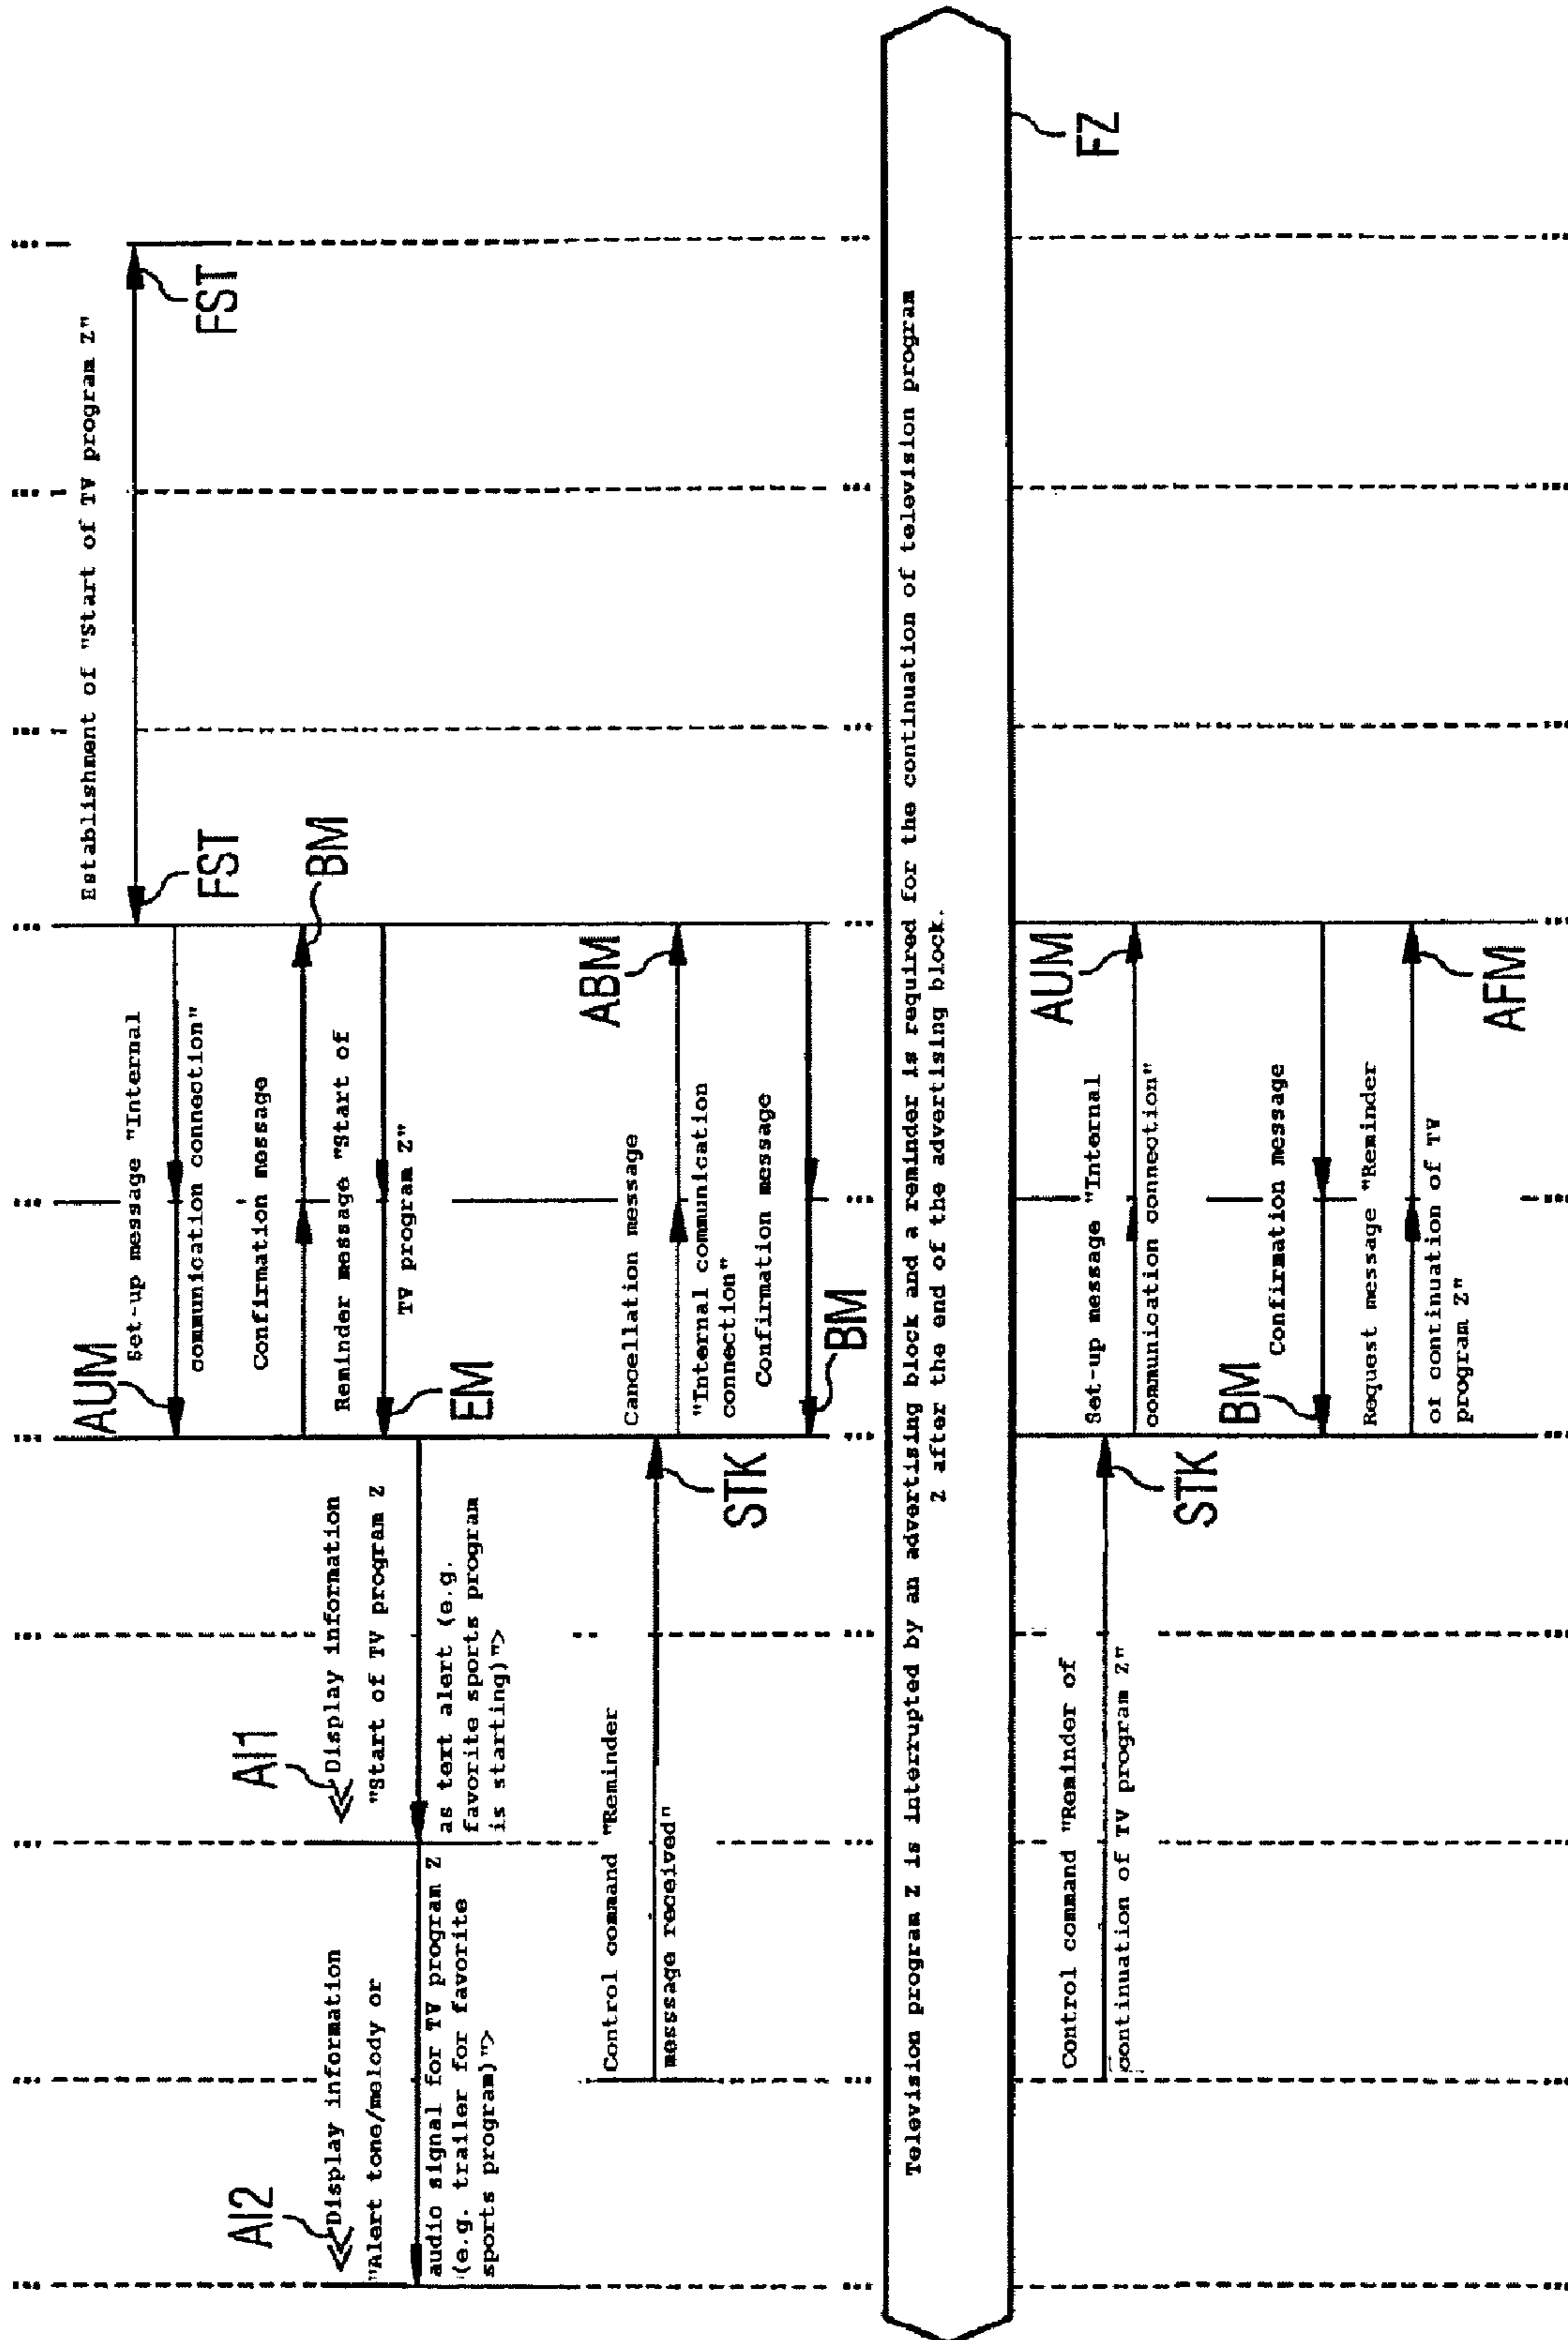 Establishment of "Start of TV program Z"
FST
FST
AUM
Set-up message "Internal
communication connection"
Confirmation message
BM
Reminder message "Start of
TV program Z"
EM
AI1
Display information
"Start of TV program Z
as tert alert (e.g.
favorite sports program
is starting)">
AI2
Display information
"Alert tone/melody or
audio signal for TV program Z
(e.g. trailer for favorite
sports program)">
Control command "Reminder
messsage received"
STK
Cancellation message
"Internal communication
connection"
ABM
Confirmation message
BM
Television program Z is interrupted by an advertising block and a reminder is required for the continuation of television program
Z after the end of the advertising block.
FZ
Control command "Reminder of
continuation of TV program Z"
STK
Set-up message "Internal
communication connection"
AUM
Confirmation message
BM
Request message "Reminder
of continuation of TV
program Z"
AFM